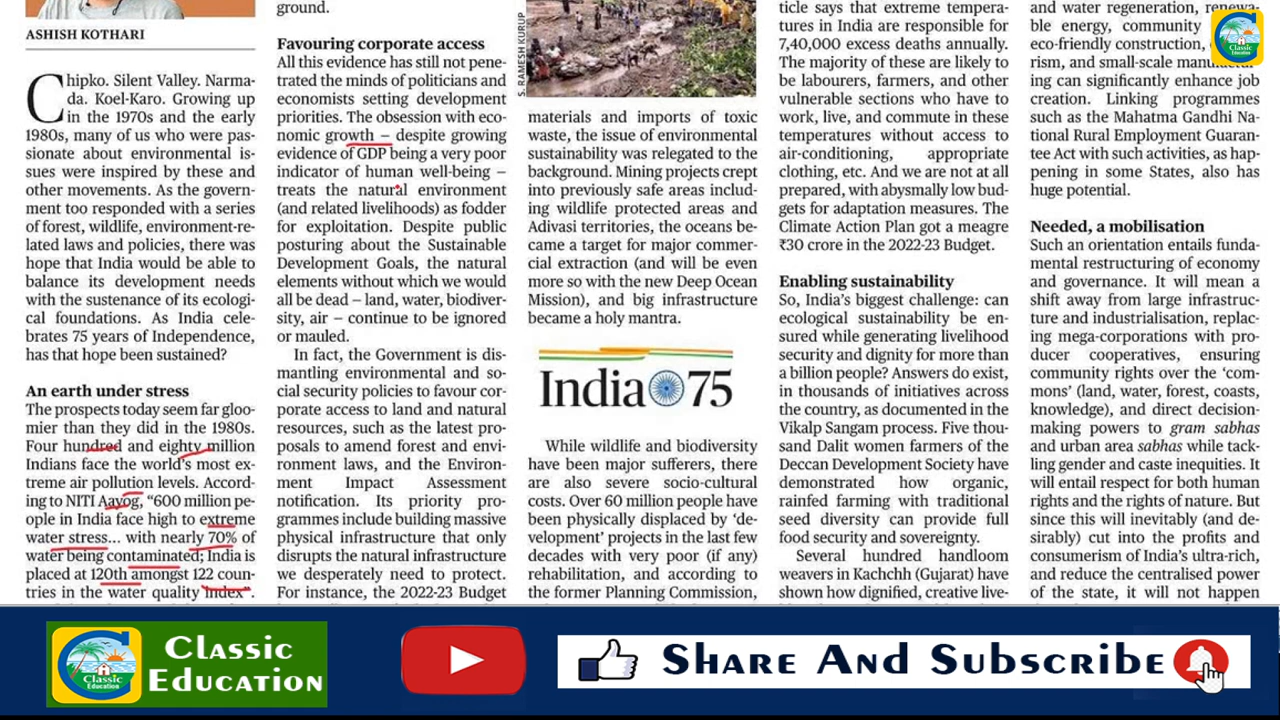 ASHISH KOTHARI
Chipko. Silent Valley. Narma-
da. Koel-Karo. Growing up
in the 1970s and the early
1980s, many of us who were pas-
sionate about environmental is-
sues were inspired by these and
other movements. As the govern-
ment too responded with a series
of forest, wildlife, environment-re-
lated laws and policies, there was
hope that India would be able to
balance its development needs
with the sustenance of its ecologi-
cal foundations. As India cele-
brates 75 years of Independence,
has that hope been sustained?
An earth under stress
The prospects today seem far gloo-
mier than they did in the 1980s.
Four hundred and eighty million
Indians face the world's most ex-
treme air pollution levels. Accord-
ing to NITI Aayog, “600 million pe-
ople in India face high to extreme
water stress... with nearly 70% of
water being contaminated; India is
placed at 120th amongst 122 coun-
tries in the water quality index”.
ground.
Favouring corporate access
All this evidence has still not pene-
trated the minds of politicians and
economists setting development
priorities. The obsession with eco-
nomic growth – despite growing
evidence of GDP being a very poor
indicator of human well-being –
treats the natural environment
(and related livelihoods) as fodder
for exploitation. Despite public
posturing about the Sustainable
Development Goals, the natural
elements without which we would
all be dead – land, water, biodiver-
sity, air – continue to be ignored
or mauled.
In fact, the Government is dis-
mantling environmental and so-
cial security policies to favour cor-
porate access to land and natural
resources, such as the latest pro-
posals to amend forest and envi-
ronment laws, and the Environ-
ment Impact Assessment
notification. Its priority pro-
grammes include building massive
physical infrastructure that only
disrupts the natural infrastructure
we desperately need to protect.
For instance, the 2022-23 Budget
S. RAMESH KURUP
materials and imports of toxic
waste, the issue of environmental
sustainability was relegated to the
background. Mining projects crept
into previously safe areas includ-
ing wildlife protected areas and
Adivasi territories, the oceans be-
came a target for major commer-
cial extraction (and will be even
more so with the new Deep Ocean
Mission), and big infrastructure
became a holy mantra.
India 75
While wildlife and biodiversity
have been major sufferers, there
are also severe socio-cultural
costs. Over 60 million people have
been physically displaced by ‘de-
velopment’ projects in the last few
decades with very poor (if any)
rehabilitation, and according to
the former Planning Commission,
ticle says that extreme tempera-
tures in India are responsible for
7,40,000 excess deaths annually.
The majority of these are likely to
be labourers, farmers, and other
vulnerable sections who have to
work, live, and commute in these
temperatures without access to
air-conditioning, appropriate
clothing, etc. And we are not at all
prepared, with abysmally low bud-
gets for adaptation measures. The
Climate Action Plan got a meagre
₹30 crore in the 2022-23 Budget.
Enabling sustainability
So, India's biggest challenge: can
ecological sustainability be en-
sured while generating livelihood
security and dignity for more than
a billion people? Answers do exist,
in thousands of initiatives across
the country, as documented in the
Vikalp Sangam process. Five thou-
sand Dalit women farmers of the
Deccan Development Society have
demonstrated how organic,
rainfed farming with traditional
seed diversity can provide full
food security and sovereignty.
Several hundred handloom
weavers in Kachchh (Gujarat) have
shown how dignified, creative live-
and water regeneration, renewa-
ble energy, community
eco-friendly construction,
rism, and small-scale manufactur-
ing can significantly enhance job
creation. Linking programmes
such as the Mahatma Gandhi Na-
tional Rural Employment Guaran-
tee Act with such activities, as hap-
pening in some States, also has
huge potential.
Needed, a mobilisation
Such an orientation entails funda-
mental restructuring of economy
and governance. It will mean a
shift away from large infrastruc-
ture and industrialisation, replac-
ing mega-corporations with pro-
ducer cooperatives, ensuring
community rights over the ‘com-
mons’ (land, water, forest, coasts,
knowledge), and direct decision-
making powers to gram sabhas
and urban area sabhas while tack-
ling gender and caste inequities. It
will entail respect for both human
rights and the rights of nature. But
since this will inevitably (and de-
sirably) cut into the profits and
consumerism of India's ultra-rich,
and reduce the centralised power
of the state, it will not happen
Classic
Education
Classic
Education
CLASSIC
EDUCATION
SHARE AND SUBSCRIBE